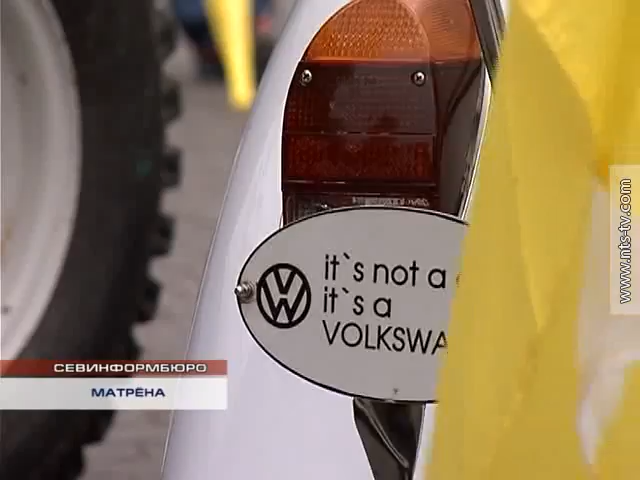 it`s not a
it`s a
VOLKSWA
СЕВИНФОРМБЮРО
МАТРЁНА
www.nts-tv.com